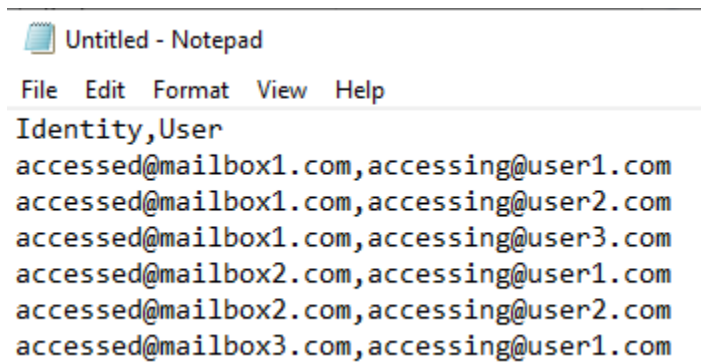 Untitled - Notepad
File Edit Format View Help
Identity,User
accessed@mailbox1.com,accessing@user1.com
accessed@mailbox1.com,accessing@user2.com
accessed@mailbox1.com,accessing@user3.com
accessed@mailbox2.com,accessing@user1.com
accessed@mailbox2.com,accessing@user2.com
accessed@mailbox3.com,accessing@user1.com